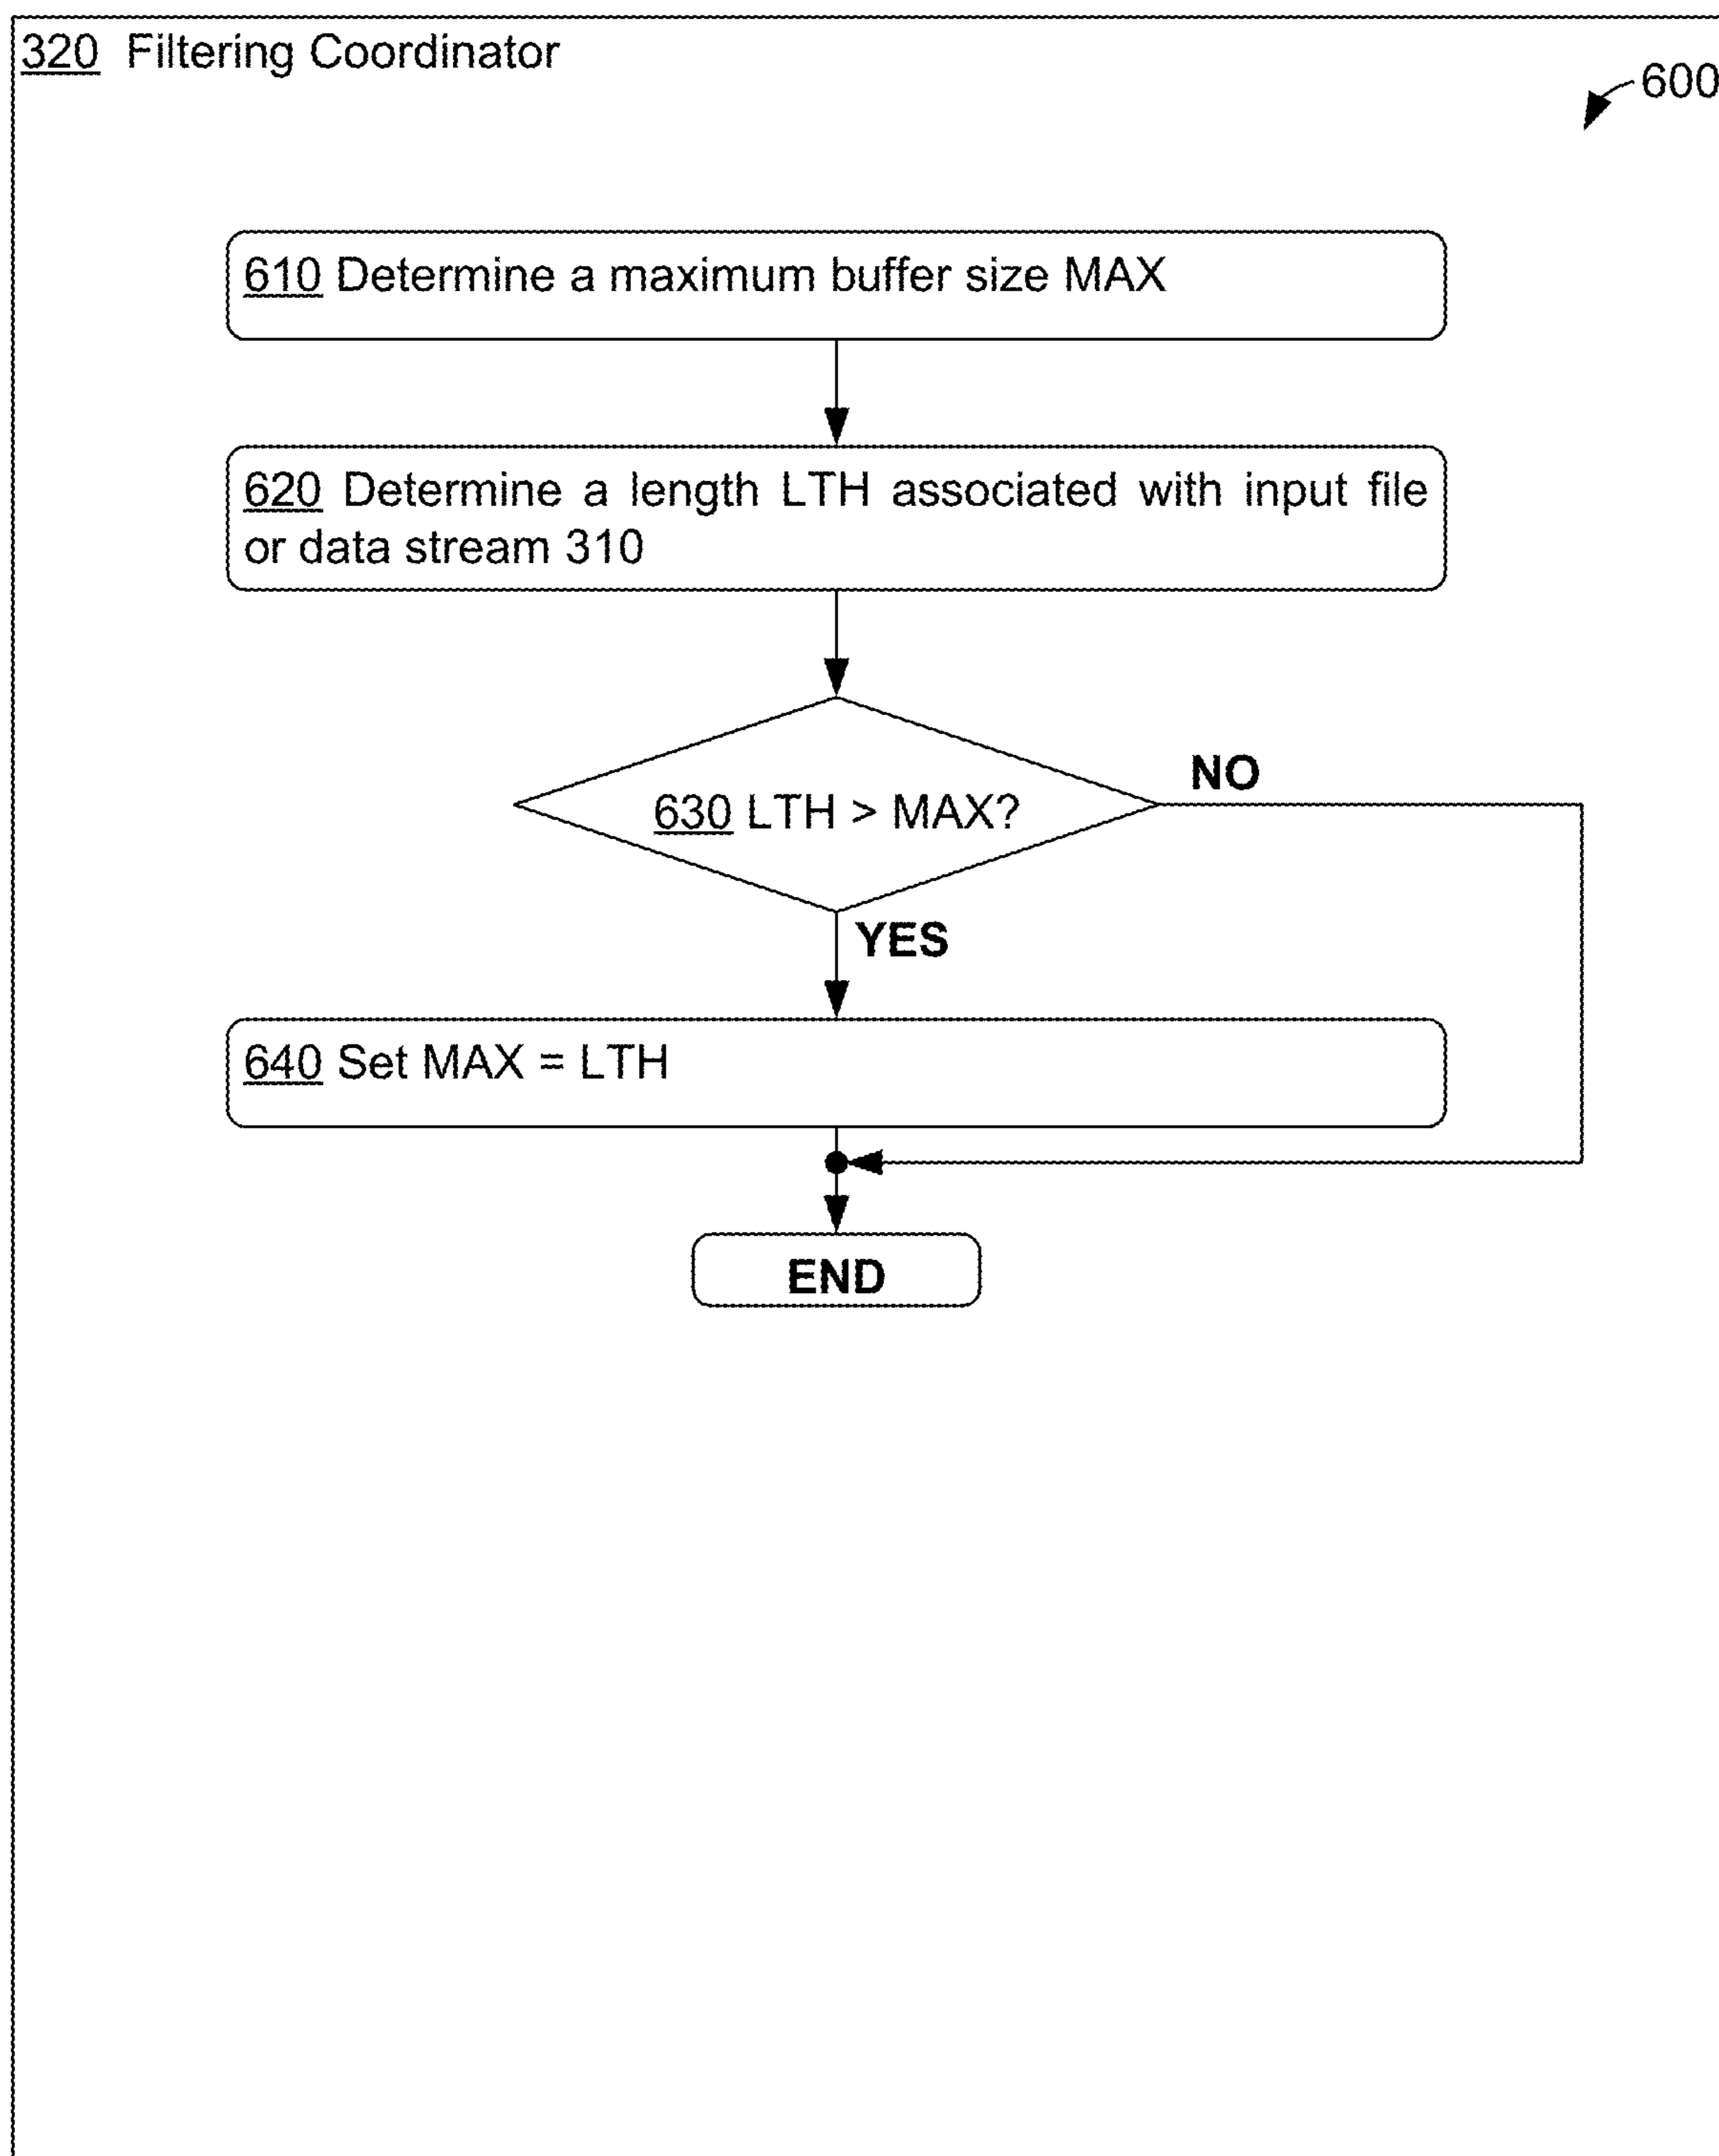 320 Filtering Coordinator
600
610 Determine a maximum buffer size MAX
620 Determine a length LTH associated with input file
or data stream 310
630 LTH > MAX?
NO
YES
640 Set MAX = LTH
END